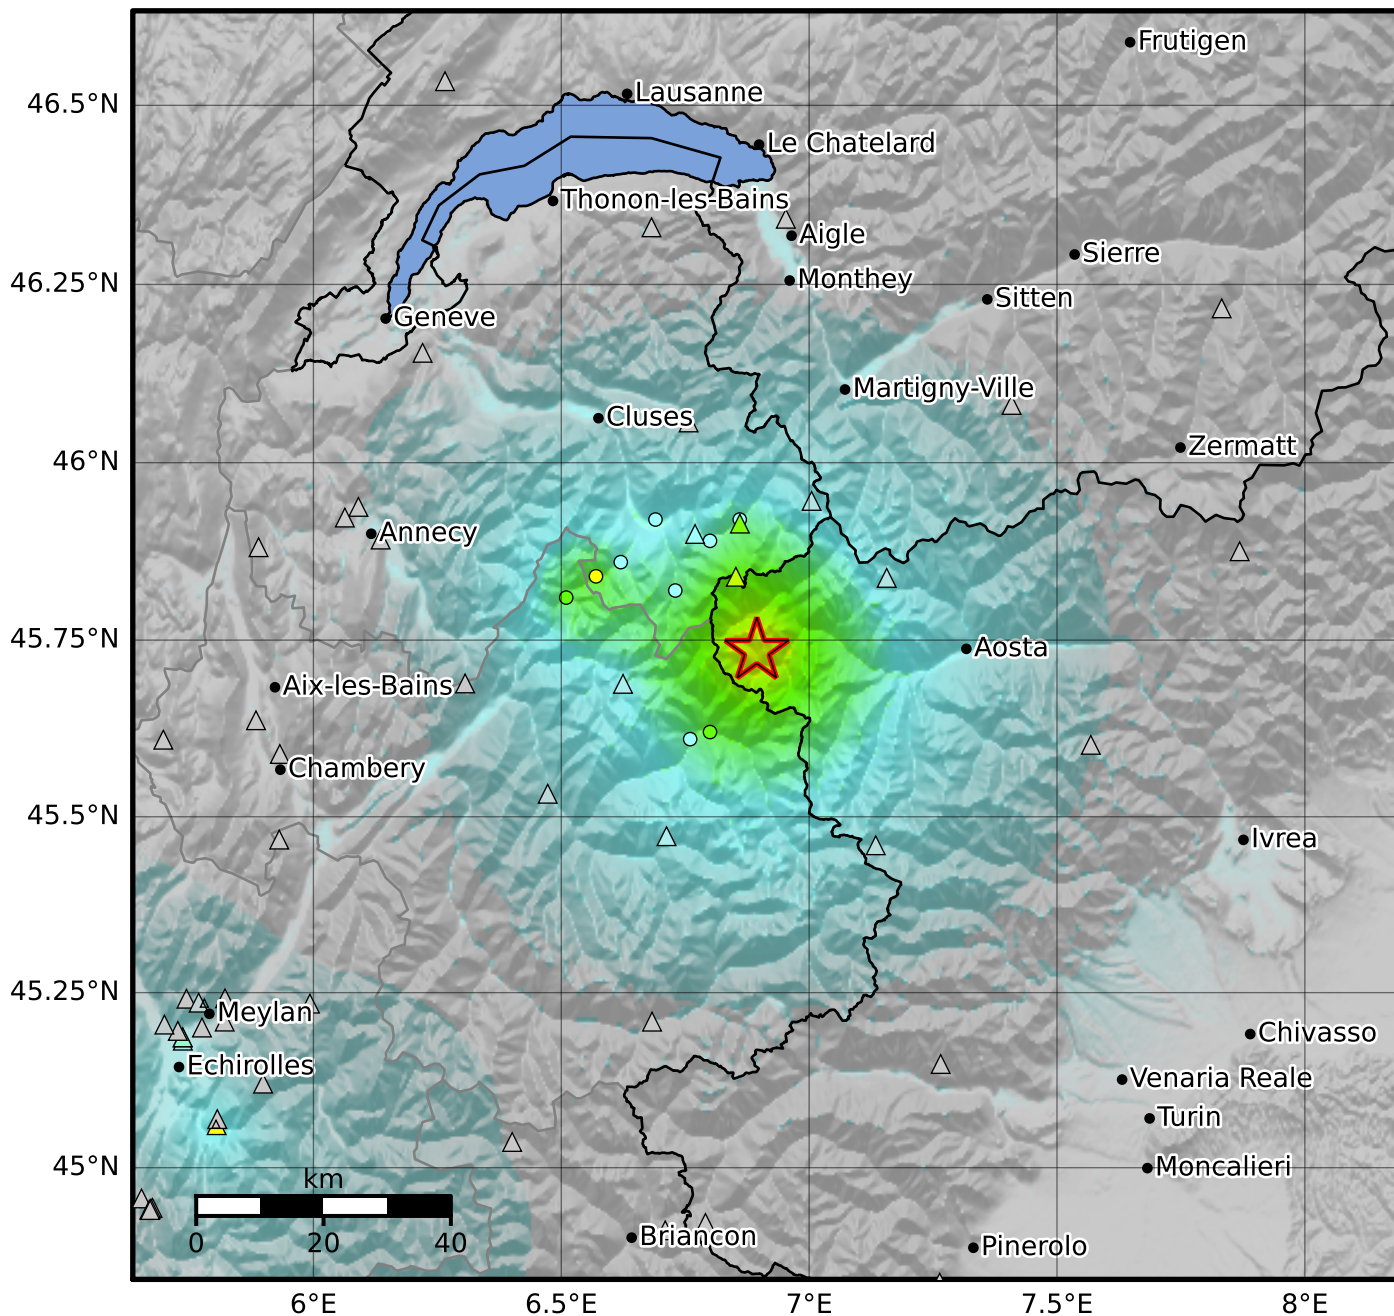 Frutigen
Lausanne
46.5°N
Le Chatelard
Thonon-les-Bains
Aigle
Sierre
Monthey
46.25°N
Sitten
Geneve
Martigny-Ville
Cluses
Zermatt
46°N
Annecy
45.75°N
Aosta
Aix-les-Bains
Chambery
45.5°N
Ivrea
45.25°N
Meylan
Chivasso
Echirolles
Venaria Reale
Turin
45°N
Moncalieri
km
0 20 40
Briancon
Pinerolo
6°E 6.5°E 7°E 7.5°E 8°E